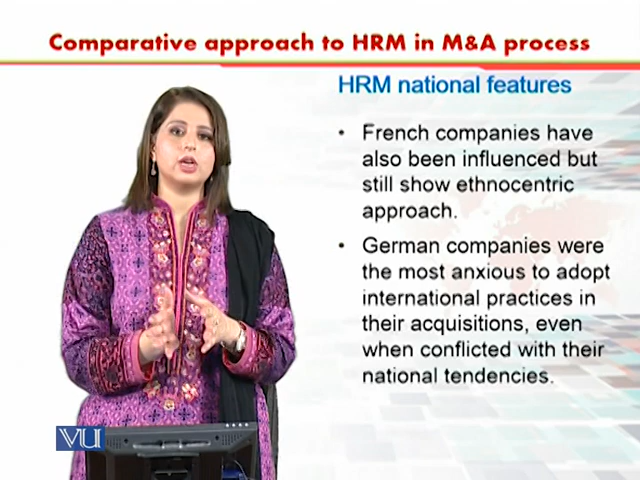 Comparative approach to HRM in M&A process
HRM national features
• French companies have
also been influenced but
still show ethnocentric
approach.
• German companies were
the most anxious to adopt
international practices in
their acquisitions, even
when conflicted with their
national tendencies.
VU